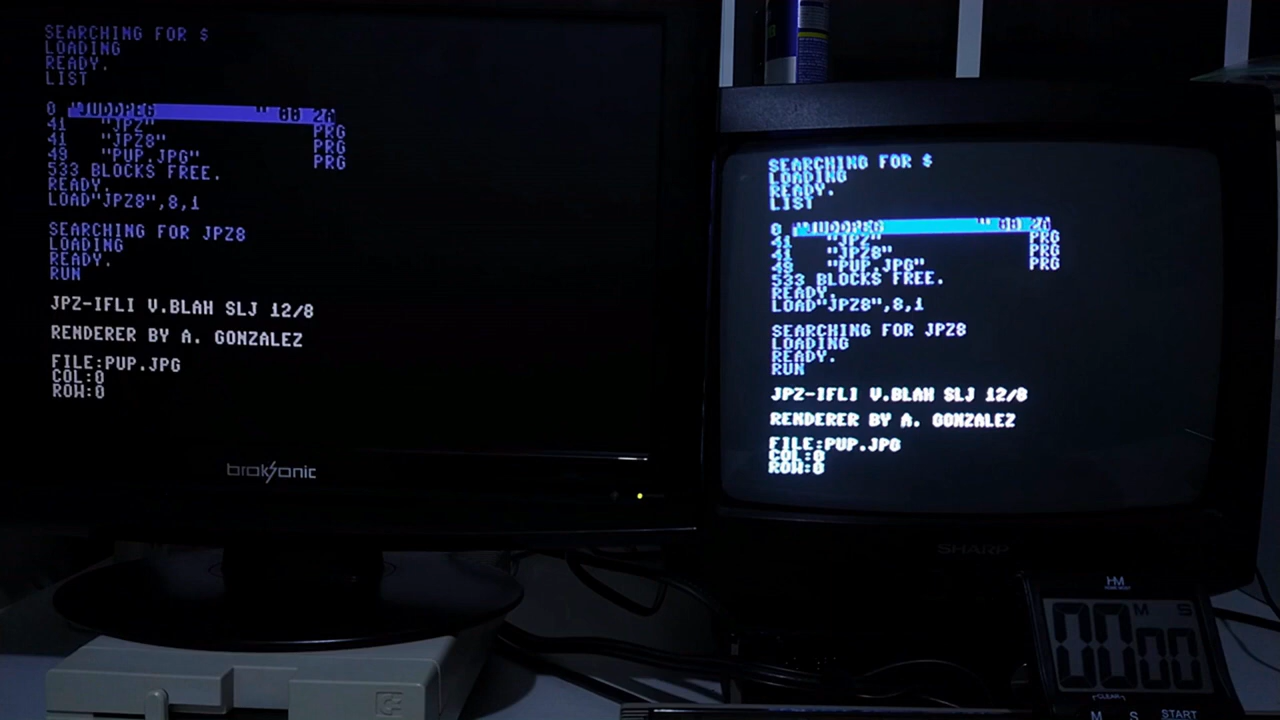 SEARCHING FOR $
LOADING
READY.
LIST
0 "JUDDPEG " 88 2A
41 "JPZ" PRG
41 "JPZ8" PRG
49 "PUP.JPG" PRG
533 BLOCKS FREE.
READY.
LOAD"JPZ8",8,1
SEARCHING FOR JPZ8
LOADING
READY.
RUN
JPZ-IFLI V.BLAH SLJ 12/8
RENDERER BY A. GONZALEZ
FILE:PUP.JPG
COL:0
ROW:0
broksonic
SEARCHING FOR $
LOADING
READY.
LIST
0 "JUDDPEG " 88 2A
41 "JPZ" PRG
41 "JPZ8" PRG
49 "PUP.JPG" PRG
533 BLOCKS FREE.
READY.
LOAD"JPZ8",8,1
SEARCHING FOR JPZ8
LOADING
READY.
RUN
JPZ-IFLI V.BLAH SLJ 12/8
RENDERER BY A. GONZALEZ
FILE:PUP.JPG
COL:0
ROW:0
SHARP
HM
M S
00 00
CLEAR
M S START